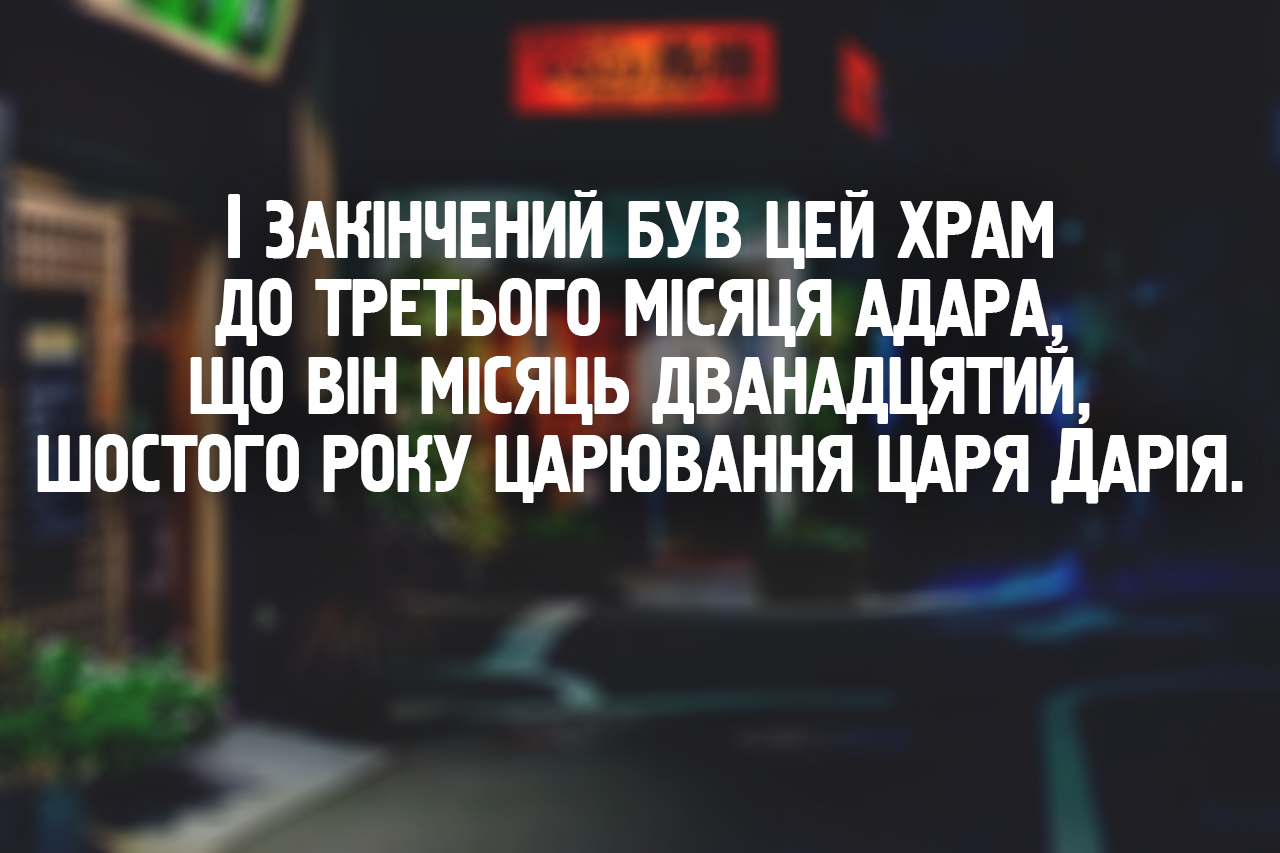 І закінчений був цей храм
до третього місяця адара,
що він місяць дванадцятий,
шостого року царювання царя Дарія.